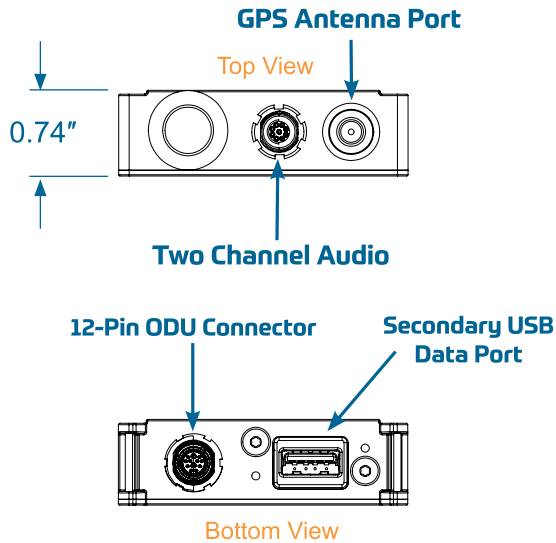 GPS Antenna Port
Top View
0.74″
Two Channel Audio
12-Pin ODU Connector
Secondary USB
Data Port
Bottom View